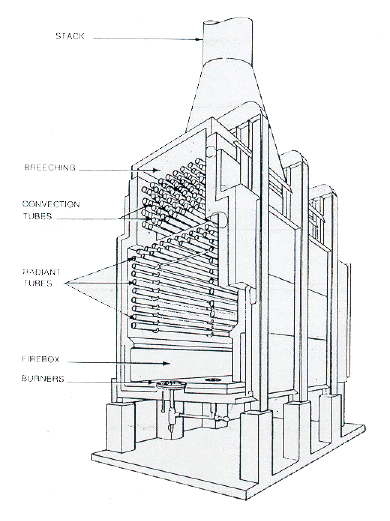 STACK
BREECHING
CONVECTION
TUBES
RADIANT
TUBES
FIREBOX
BURNERS